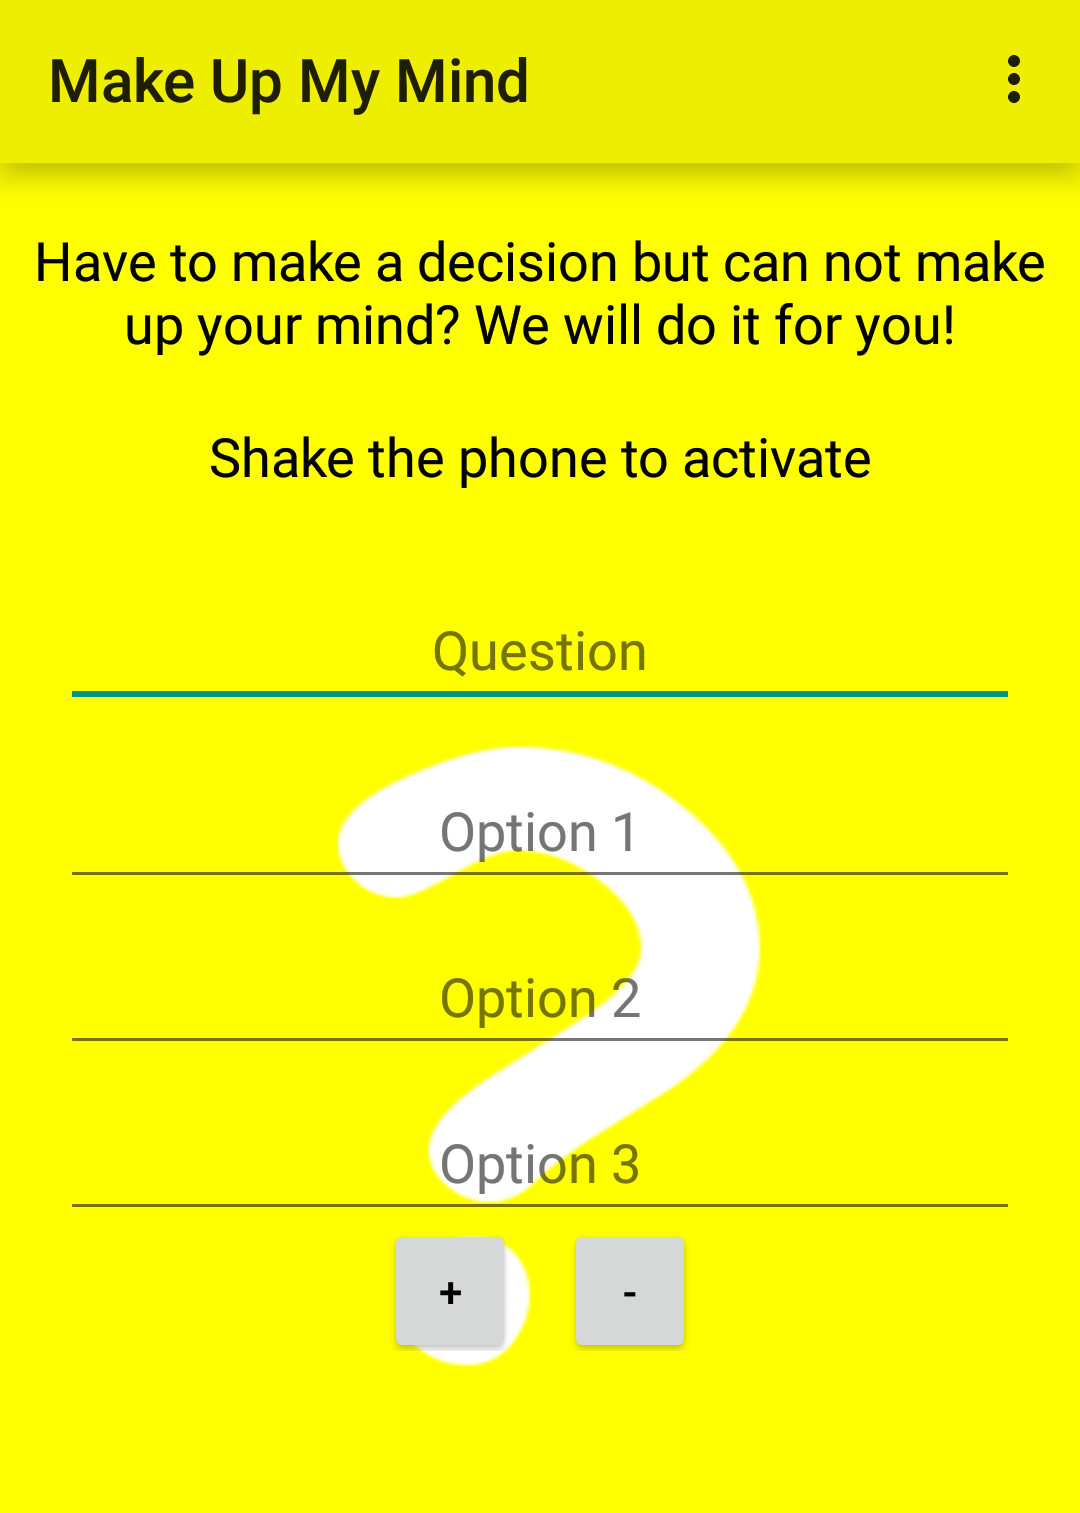 Make Up My Mind
Have to make a decision but can not make
up your mind? We will do it for you!
Shake the phone to activate
Question
Option 1
Option 2
Option 3
+ -